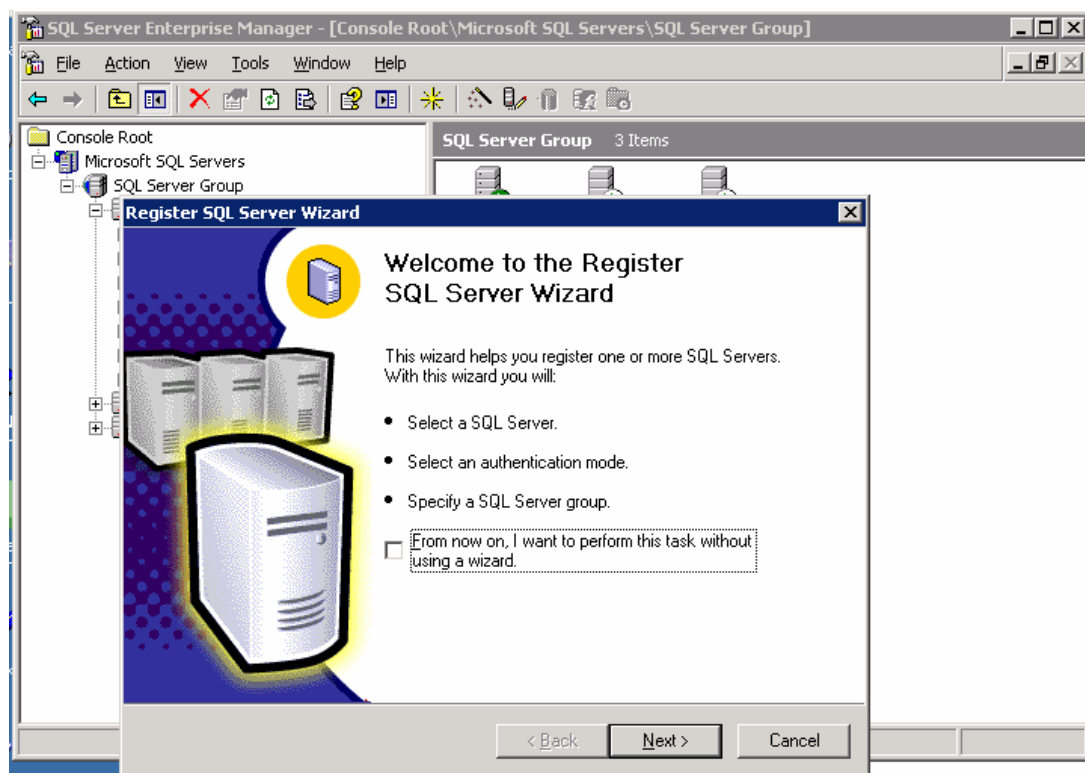 SQL Server Enterprise Manager - [Console Root\Microsoft SQL Servers\SQL Server Group]
File Action View Tools Window Help
Console Root
Microsoft SQL Servers
SQL Server Group
SQL Server Group 3 Items
Register SQL Server Wizard
Welcome to the Register
SQL Server Wizard
This wizard helps you register one or more SQL Servers.
With this wizard you will:
• Select a SQL Server.
• Select an authentication mode.
• Specify a SQL Server group.
From now on, I want to perform this task without
using a wizard.
< Back Next > Cancel